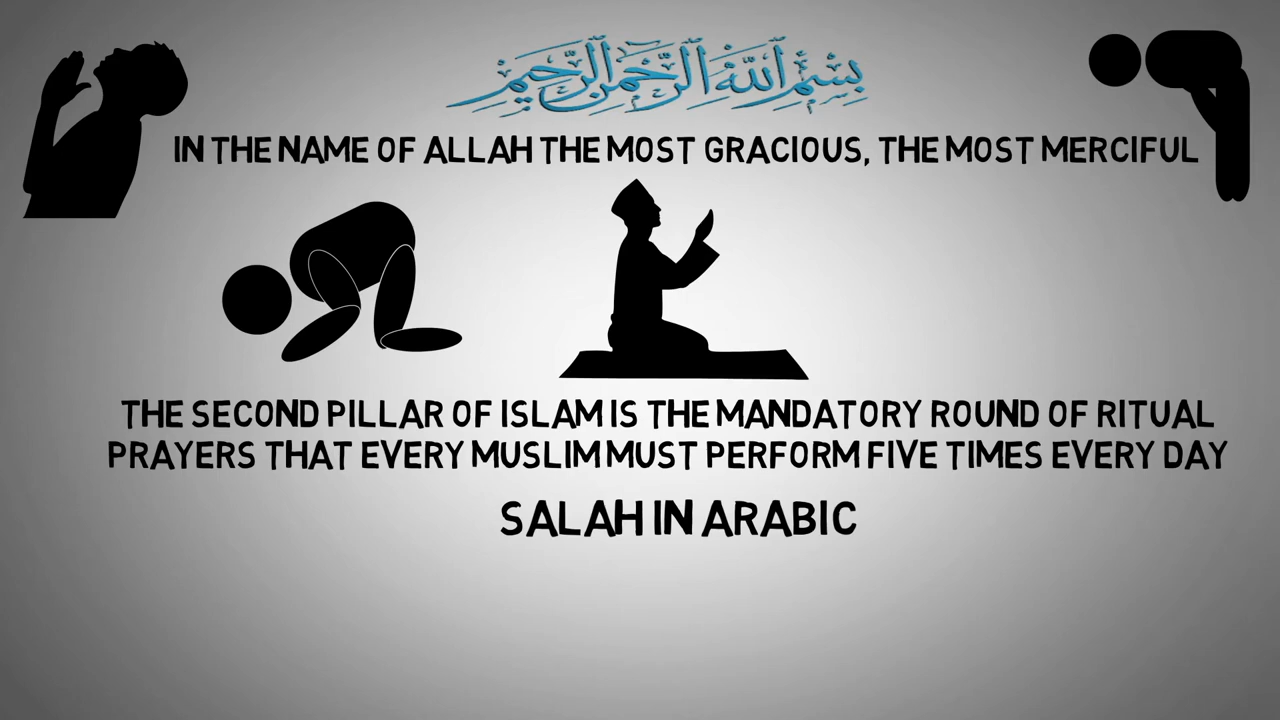 بِسْمِ اللَّهِ الرَّحْمَٰنِ الرَّحِيمِ
IN THE NAME OF ALLAH THE MOST GRACIOUS, THE MOST MERCIFUL
THE SECOND PILLAR OF ISLAM IS THE MANDATORY ROUND OF RITUAL
PRAYERS THAT EVERY MUSLIM MUST PERFORM FIVE TIMES EVERY DAY
SALAH IN ARABIC